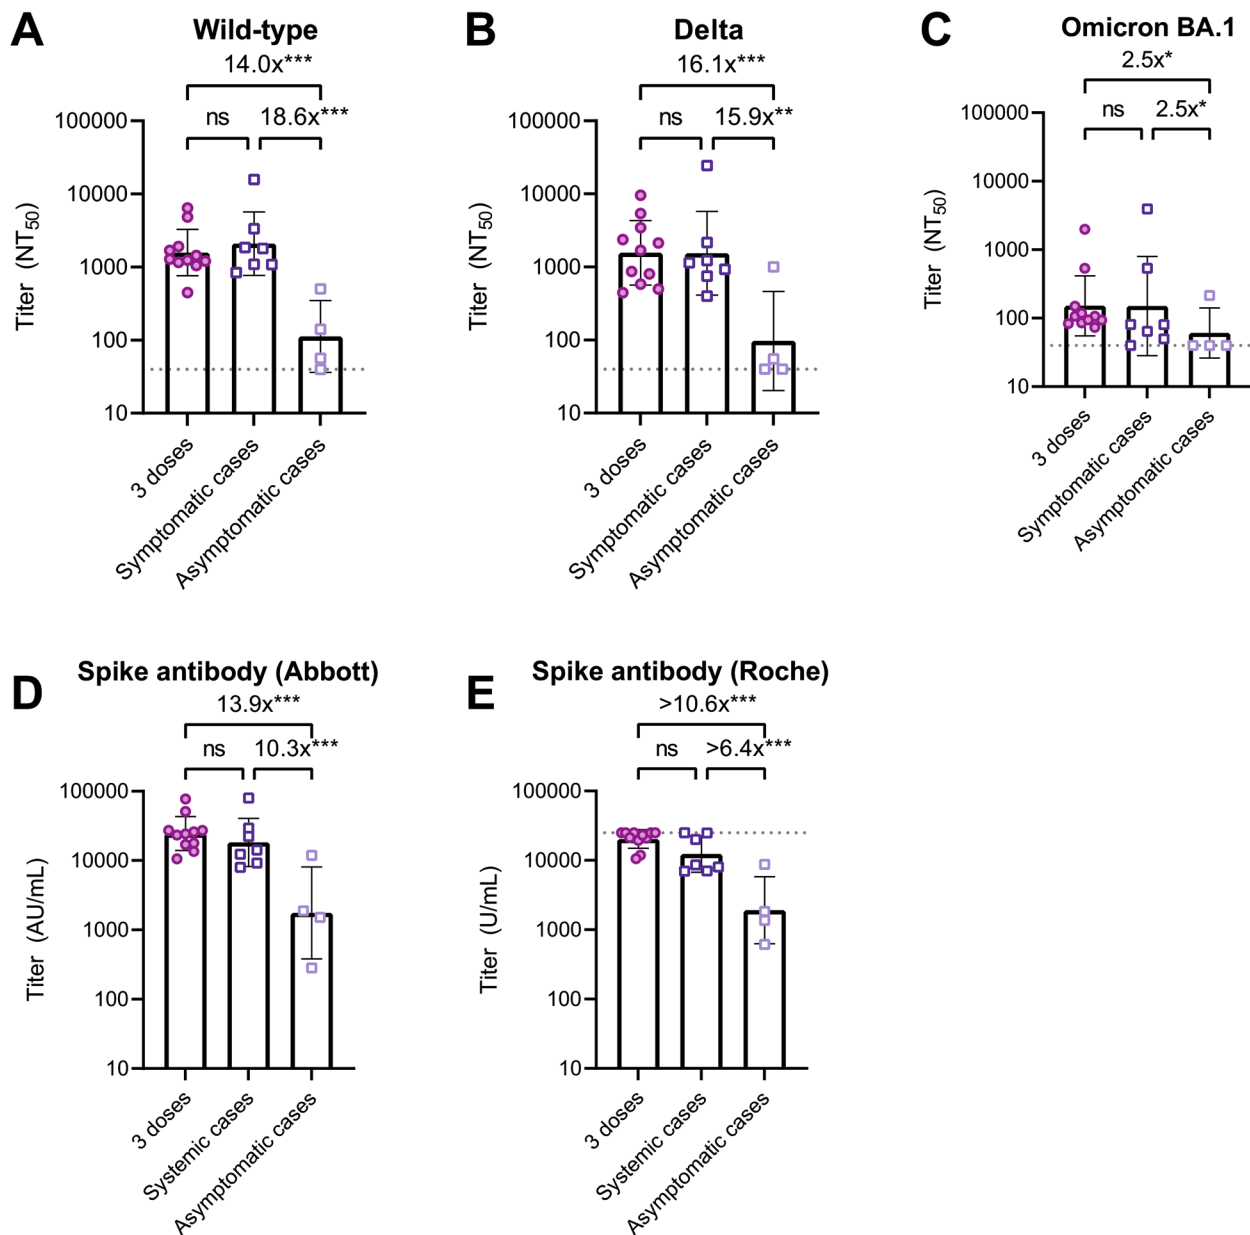 A
Wild-type
14.0x***
ns 18.6x***
100000
10000
1000
100
10
Titer (NT50)
3 doses
Symptomatic cases
Asymptomatic cases
B
Delta
16.1x***
ns 15.9x**
100000
10000
1000
100
10
Titer (NT50)
3 doses
Symptomatic cases
Asymptomatic cases
C
Omicron BA.1
2.5x*
ns 2.5x*
100000
10000
1000
100
10
Titer (NT50)
3 doses
Symptomatic cases
Asymptomatic cases
D
Spike antibody (Abbott)
13.9x***
ns 10.3x***
100000
10000
1000
100
10
Titer (AU/mL)
3 doses
Systemic cases
Asymptomatic cases
E
Spike antibody (Roche)
>10.6x***
ns >6.4x***
100000
10000
1000
100
10
Titer (U/mL)
3 doses
Systemic cases
Asymptomatic cases